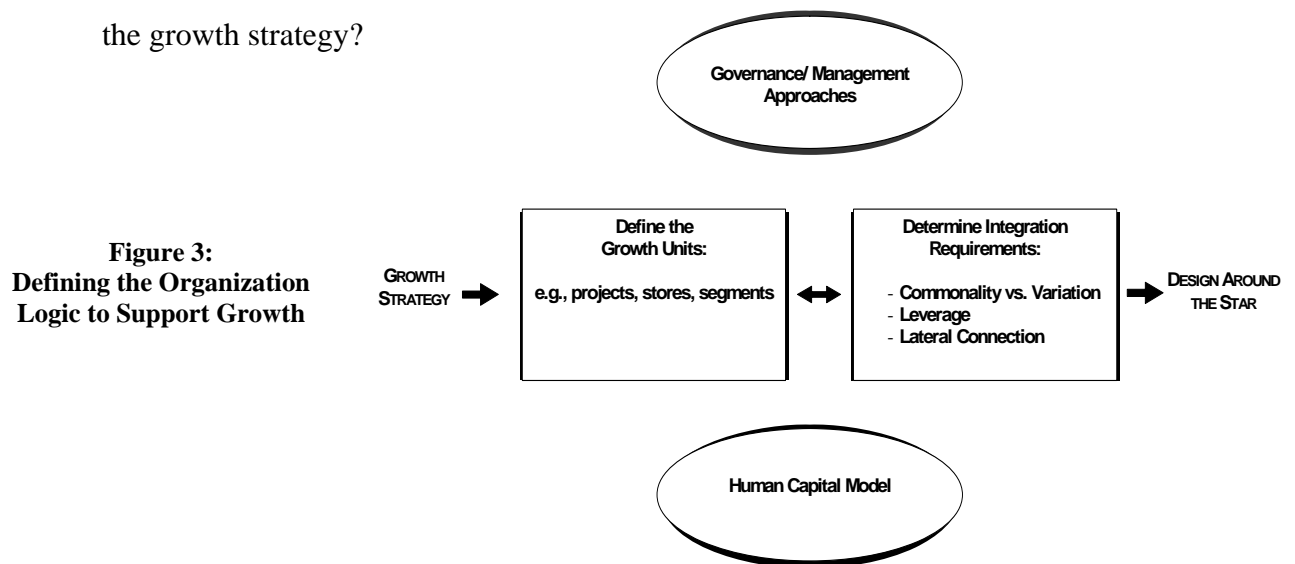 the growth strategy?
Governance/ Management
Approaches
Figure 3:
Defining the Organization
Logic to Support Growth
GROWTH
STRATEGY
Define the
Growth Units:
e.g., projects, stores, segments
Determine Integration
Requirements:
- Commonality vs. Variation
- Leverage
- Lateral Connection
DESIGN AROUND
THE STAR
Human Capital Model